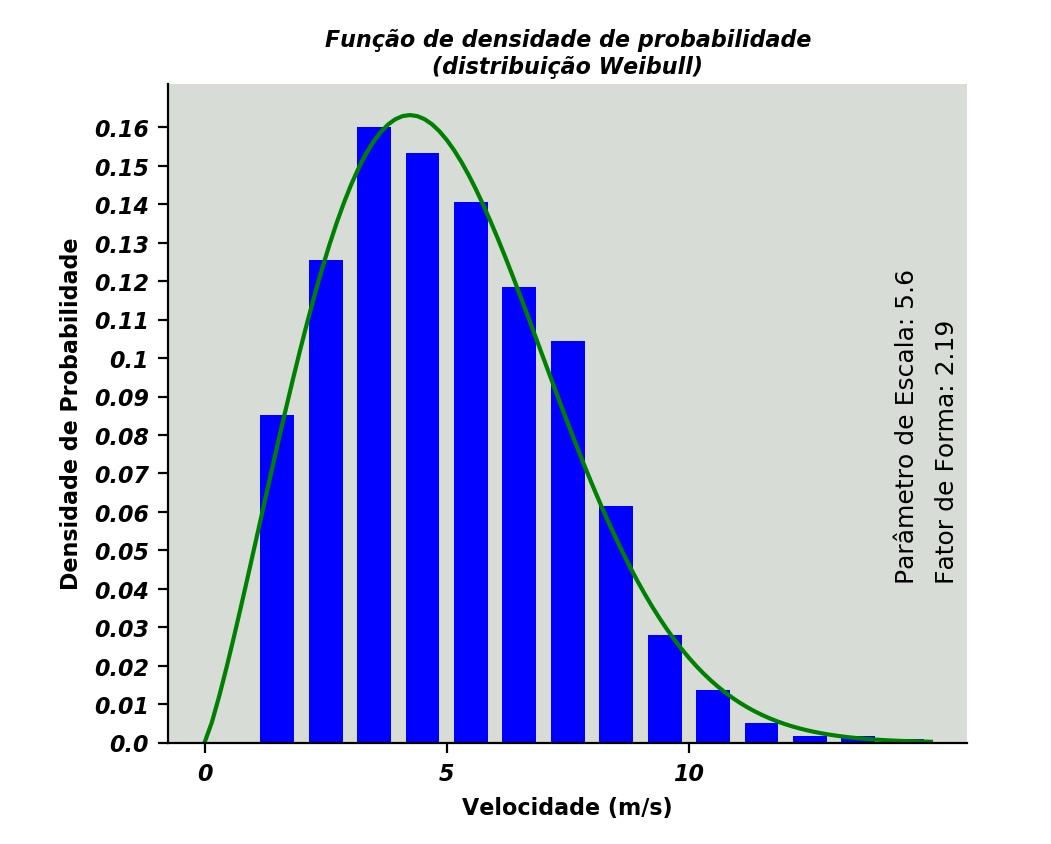 Função de densidade de probabilidade
(distribuição Weibull)
Densidade de Probabilidade
0.16
0.15
0.14
0.13
0.12
0.11
0.1
0.09
0.08
0.07
0.06
0.05
0.04
0.03
0.02
0.01
0.0
Parâmetro de Escala: 5.6
Fator de Forma: 2.19
0 5 10
Velocidade (m/s)